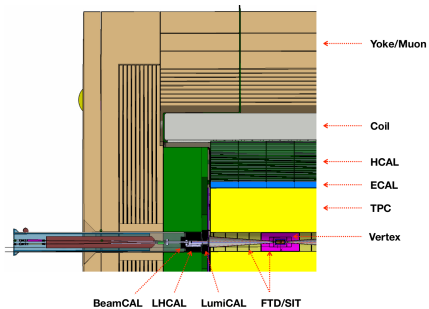 Yoke/Muon
Coil
HCAL
ECAL
TPC
Vertex
BeamCAL LHCAL LumiCAL FTD/SIT